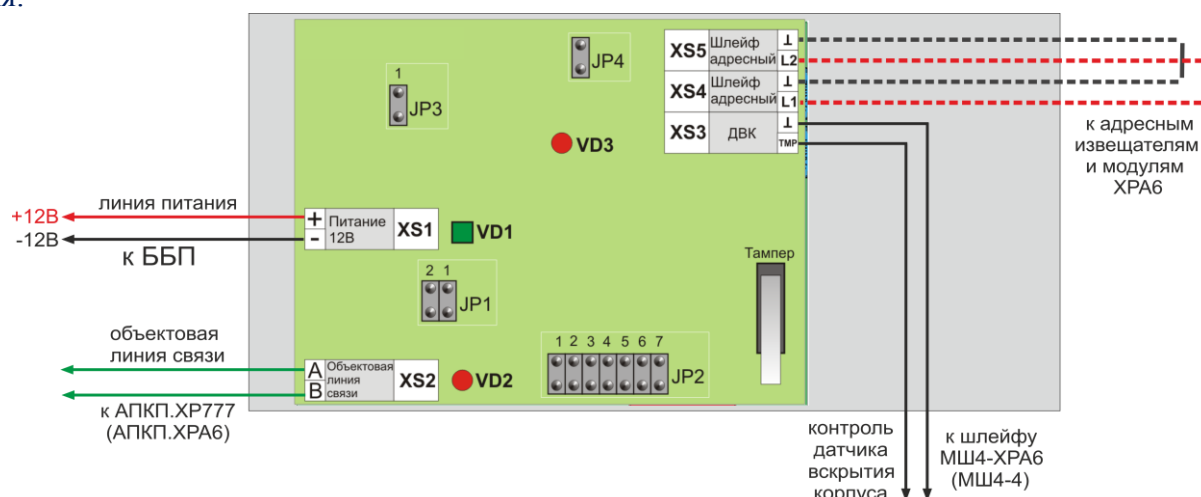 я.
1
JP3
JP4
XS5 Шлейф адресный ⊥ L2
XS4 Шлейф адресный ⊥ L1
XS3 ДВК ⊥ TMP
VD3
к адресным
извещателям
и модулям
ХРА6
линия питания
+12В
-12В
к ББП
+ Питание
- 12В
XS1
VD1
Тампер
2 1
JP1
объектовая
линия связи
A Объектовая
линия
B связи
XS2
VD2
1 2 3 4 5 6 7
JP2
к АПКП.ХР777
(АПКП.ХРА6)
контроль
датчика
вскрытия
корпуса
к шлейфу
МШ4-ХРА6
(МШ4-4)